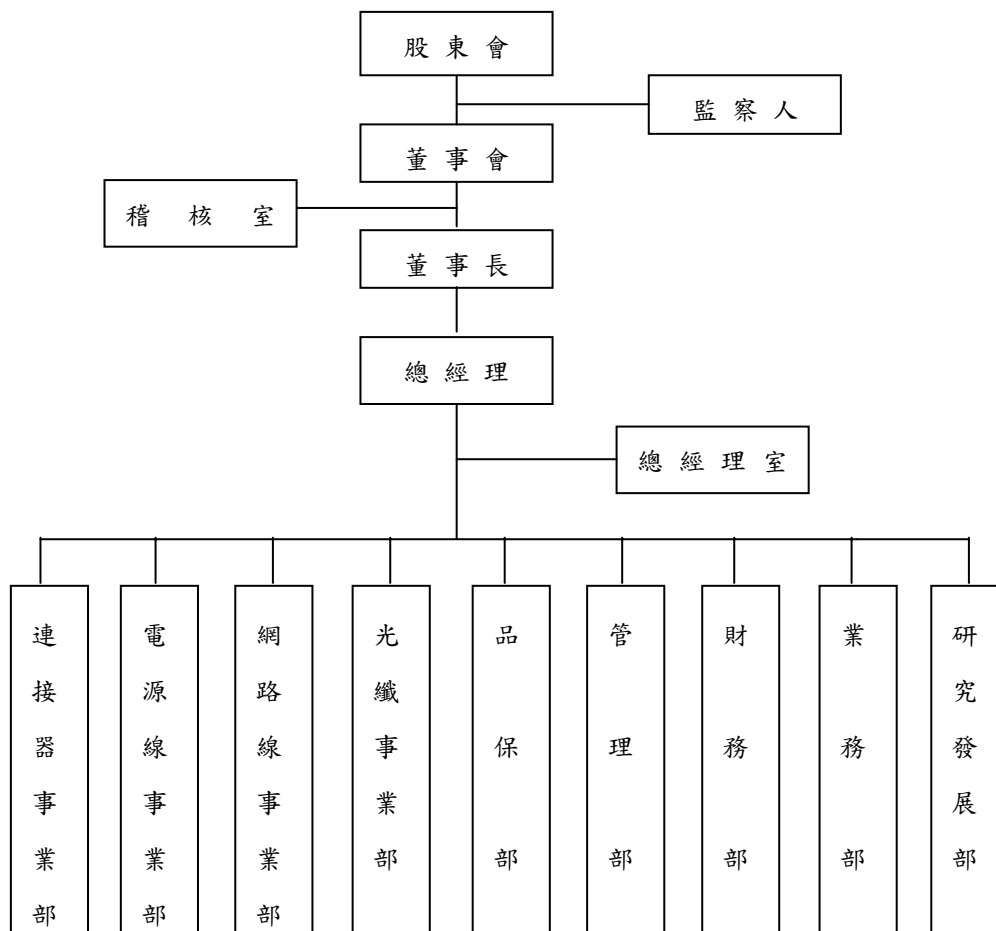 股東會
監察人
董事會
稽核室
董事長
總經理
總經理室
連接器事業部
電源線事業部
網路線事業部
光纖事業部
品保部
管理部
財務部
業務部
研究發展部